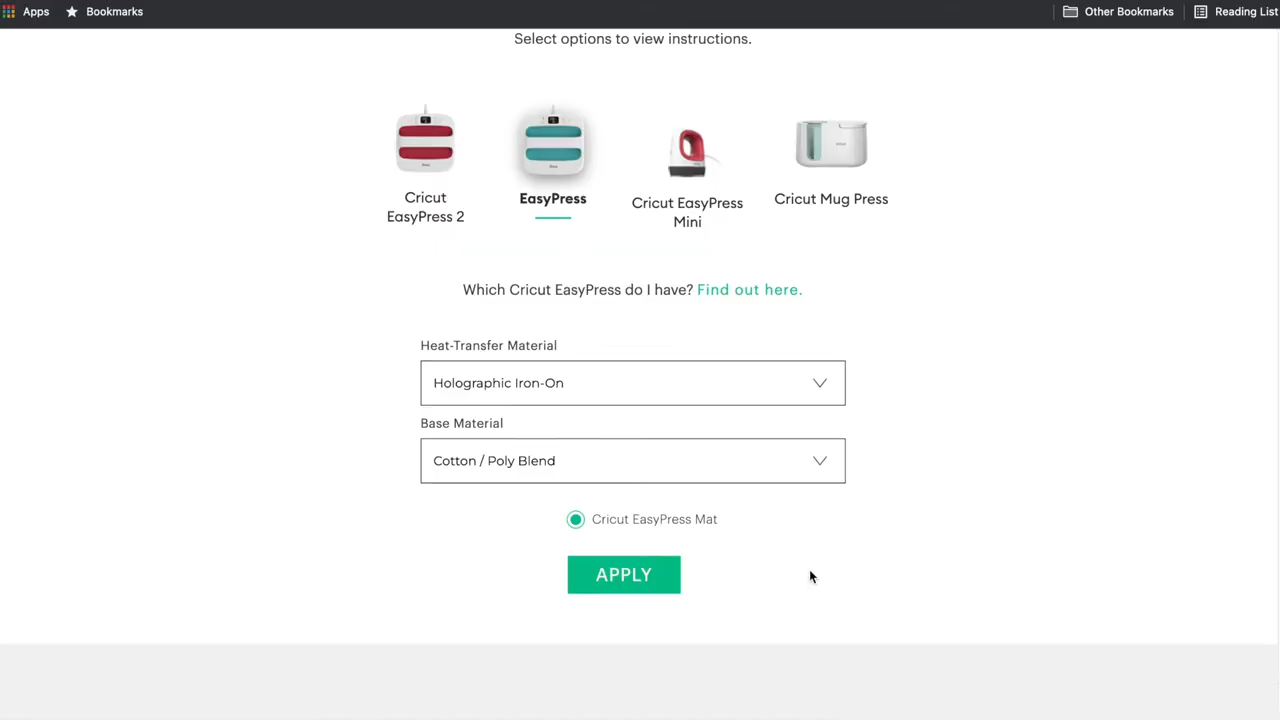 Apps
Bookmarks
Other Bookmarks
Reading List
Select options to view instructions.
Cricut
EasyPress 2
EasyPress
Cricut EasyPress
Mini
Cricut Mug Press
Which Cricut EasyPress do I have? Find out here.
Heat-Transfer Material
Holographic Iron-On
Base Material
Cotton / Poly Blend
Cricut EasyPress Mat
APPLY